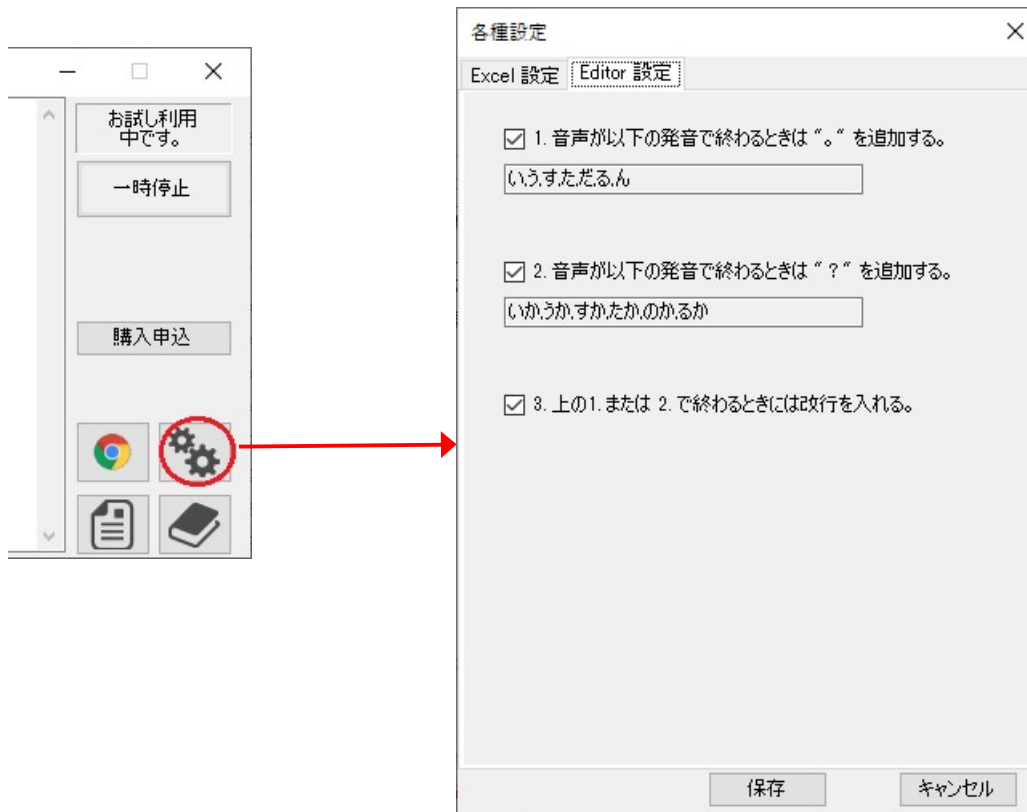 お試し利用
中です。
一時停止
購入申込
各種設定
Excel 設定
Editor 設定
1. 音声が以下の発音で終わるときは “。“ を追加する。
い,う,す,た,だ,る,ん
2. 音声が以下の発音で終わるときは “？“ を追加する。
いか,うか,すか,たか,のか,るか
3. 上の1. または 2. で終わるときには改行を入れる。
保存
キャンセル